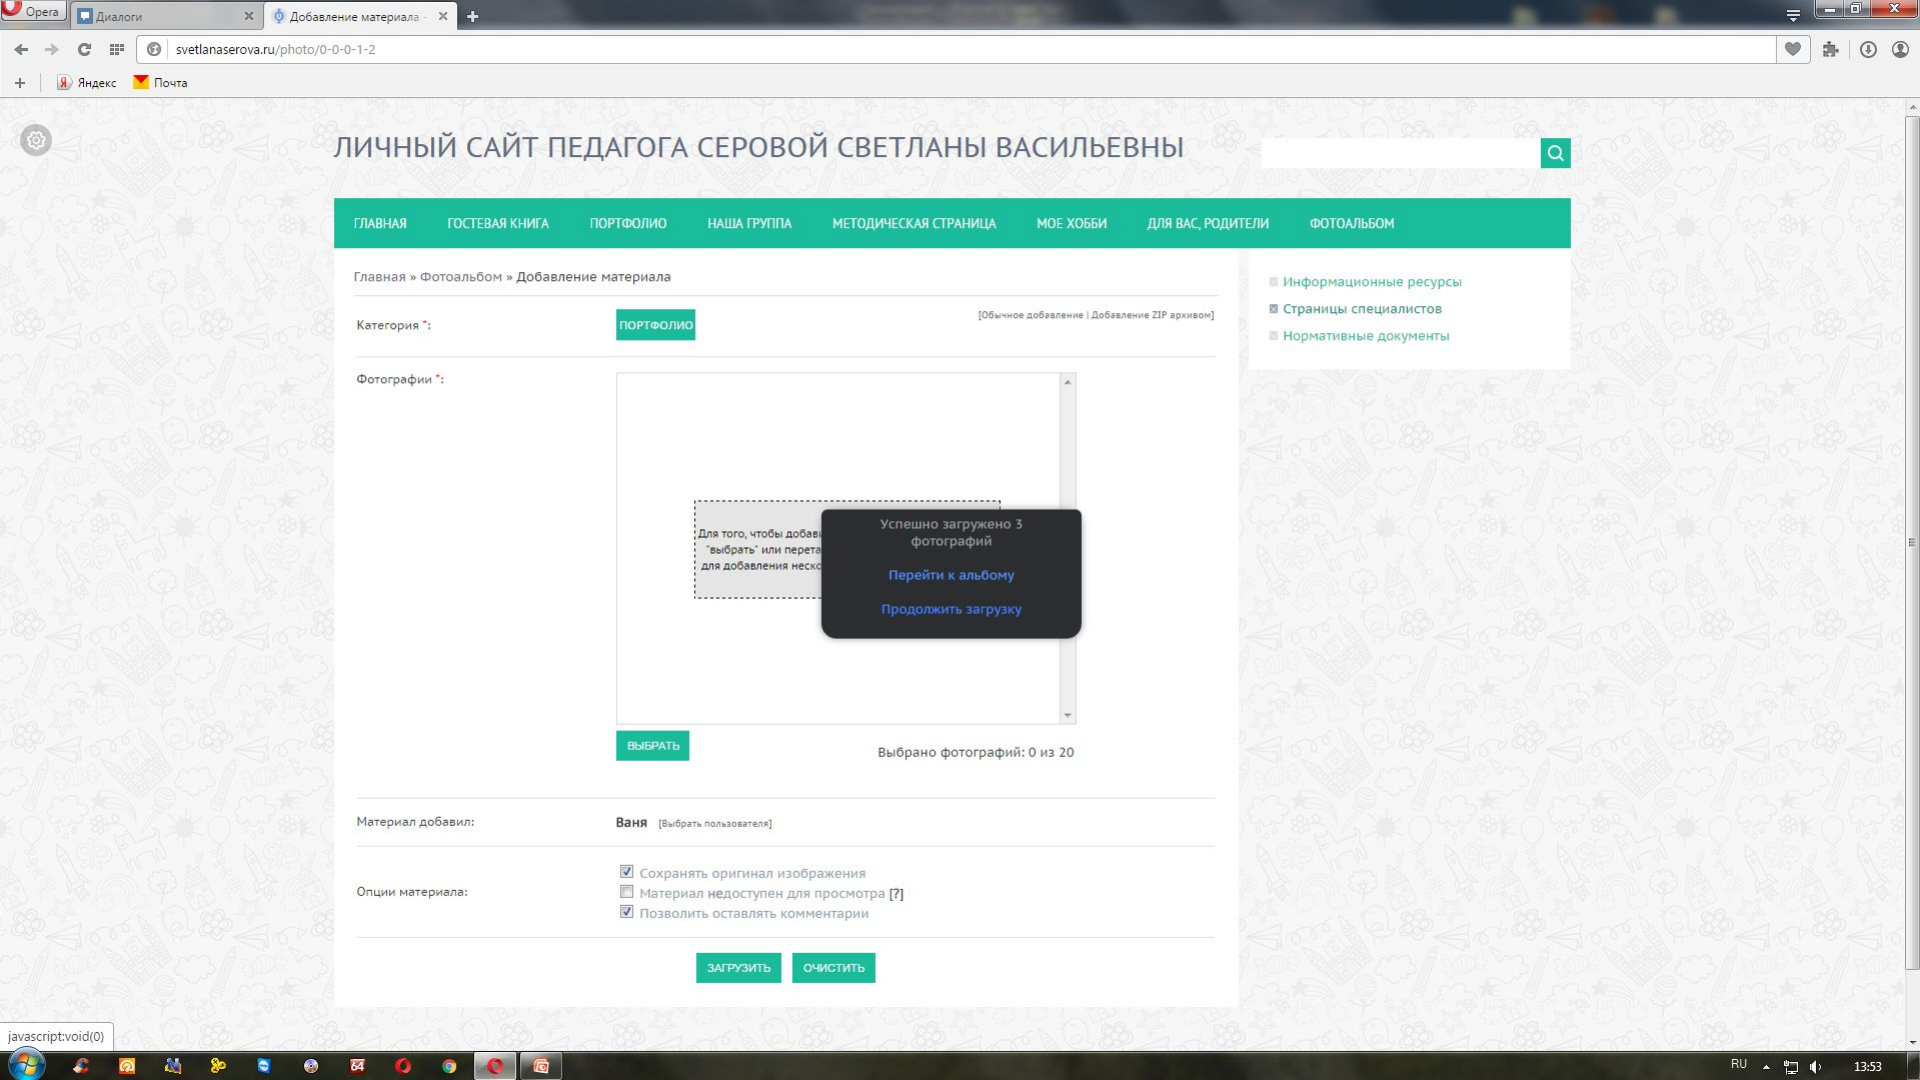 Opera
Диалоги
Добавление материала -
svetlanaserova.ru/photo/0-0-0-1-2
Яндекс
Почта
ЛИЧНЫЙ САЙТ ПЕДАГОГА СЕРОВОЙ СВЕТЛАНЫ ВАСИЛЬЕВНЫ
ГЛАВНАЯ ГОСТЕВАЯ КНИГА ПОРТФОЛИО НАША ГРУППА МЕТОДИЧЕСКАЯ СТРАНИЦА МОЕ ХОББИ ДЛЯ ВАС, РОДИТЕЛИ ФОТОАЛЬБОМ
Главная » Фотоальбом » Добавление материала
Категория *:
ПОРТФОЛИО
[Обычное добавление | Добавление ZIP архивом]
Фотографии *:
Для того, чтобы добави
"выбрать" или перета
для добавления неско
Успешно загружено 3
фотографий
Перейти к альбому
Продолжить загрузку
ВЫБРАТЬ
Выбрано фотографий: 0 из 20
Материал добавил:
Ваня [Выбрать пользователя]
Опции материала:
Сохранять оригинал изображения
Материал недоступен для просмотра [?]
Позволить оставлять комментарии
ЗАГРУЗИТЬ
ОЧИСТИТЬ
Информационные ресурсы
Страницы специалистов
Нормативные документы
javascript:void(0)
64
RU
13:53